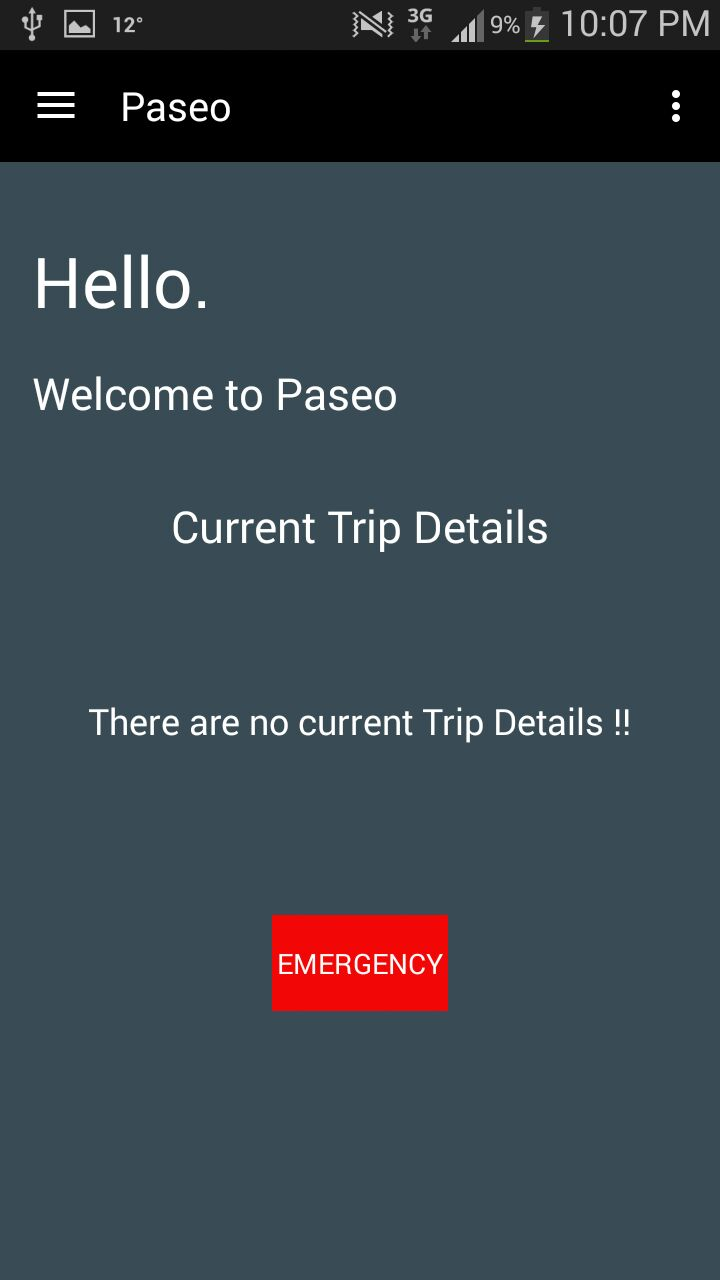 12° 3G 9% 10:07 PM
Paseo
Hello.
Welcome to Paseo
Current Trip Details
There are no current Trip Details !!
EMERGENCY